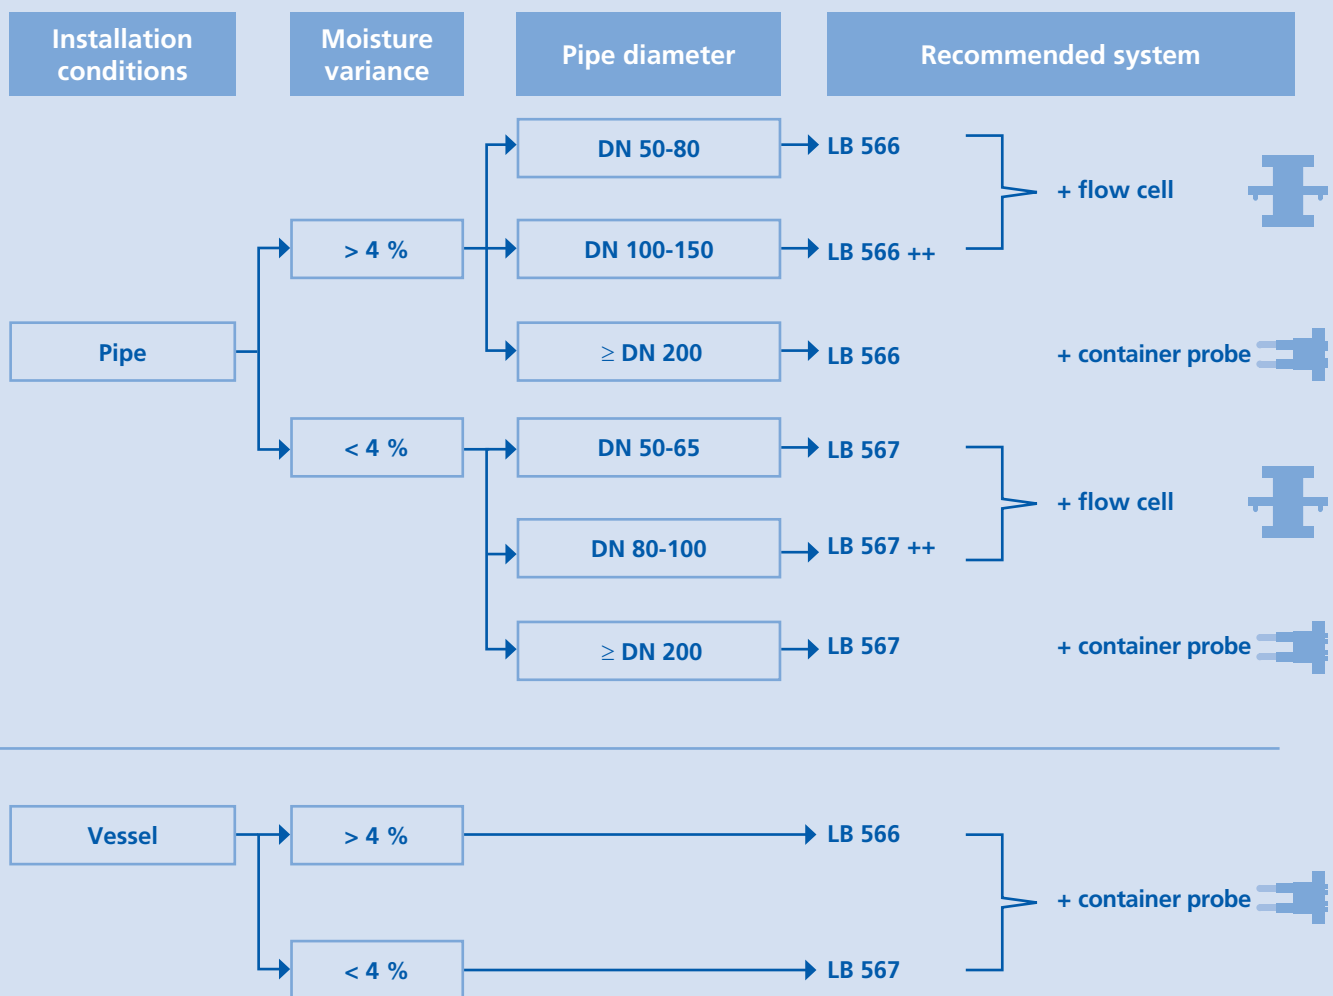 Installation
conditions
Moisture
variance
Pipe diameter
Recommended system
DN 50-80
LB 566
+ flow cell
> 4 %
DN 100-150
LB 566 ++
Pipe
≥ DN 200
LB 566
+ container probe
< 4 %
DN 50-65
LB 567
+ flow cell
DN 80-100
LB 567 ++
≥ DN 200
LB 567
+ container probe
Vessel
> 4 %
LB 566
+ container probe
< 4 %
LB 567